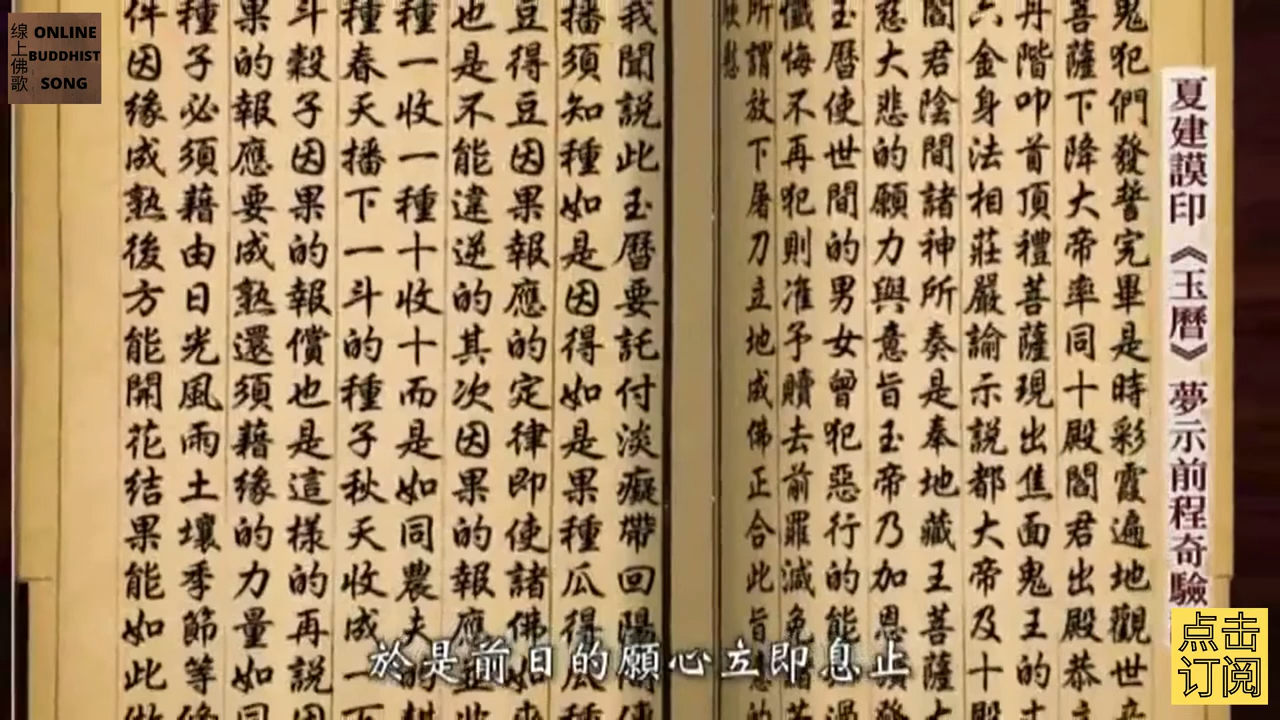 线上佛歌
ONLINE
BUDDHIST
SONG
夏建謨印《玉曆》夢示前程奇驗
鬼犯們發誓完畢是時彩霞遍地觀世
菩薩下降大帝率同十殿閻君出殿恭
丹階叩首頂禮菩薩現出焦面鬼王的
六金身法相莊嚴諭示説都大帝及十殿
閻君陰間諸神所奏是奉地藏王菩薩大
慈大悲的願力與意旨玉帝乃加恩
玉曆使世間的男女曾犯惡行的能
懺悔不再犯則准予贖去前罪滅免
所謂放下屠刀立地成佛正合此旨
我聞説此玉曆要託付淡癡帶回陽
播須知種如是因得如是果種瓜得瓜種
豆得豆因果報應的定律即使諸佛
也是不能違逆的其次因果的報應
種一收一種十收十而是如同農夫
種春天播下一斗的種子秋天收成一
斗穀子因果的報償也是這樣的再説因
果的報應要成熟還須藉緣的力量如同
種子必須藉由日光風雨土壤季節等
件因緣成熟後方能開花结果能如此
於是前日的願心立即息止
点击
订阅